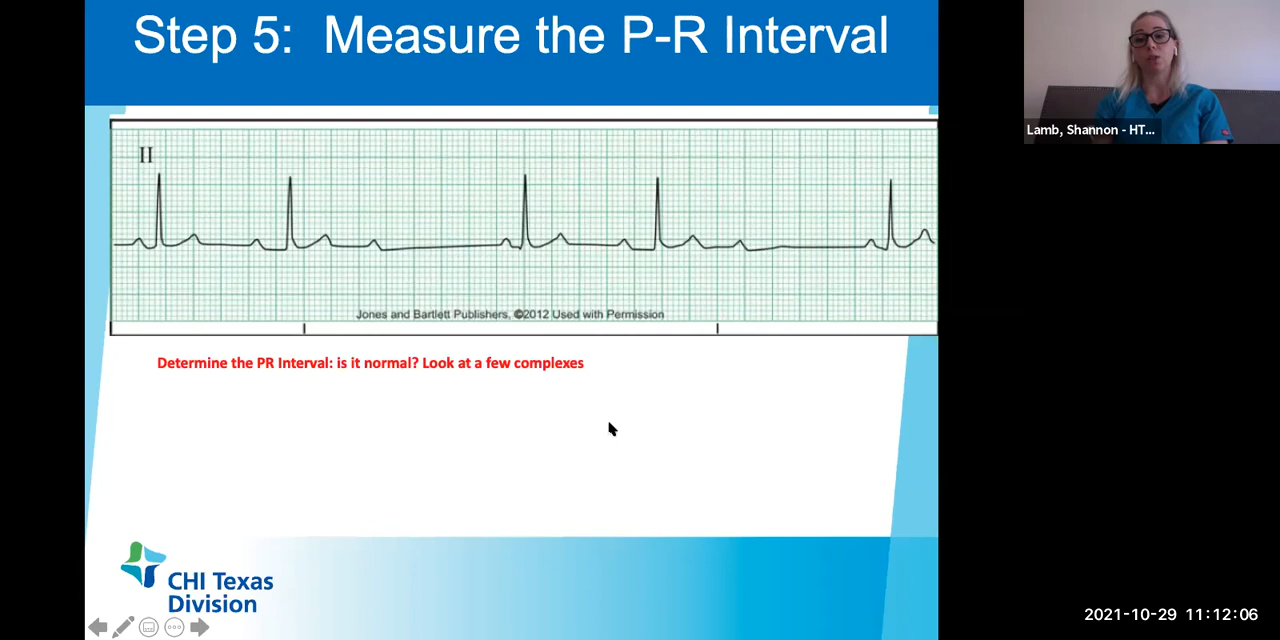 Step 5: Measure the P-R Interval
Lamb, Shannon - HT...
II
Jones and Bartlett Publishers, ©2012 Used with Permission
Determine the PR Interval: is it normal? Look at a few complexes
CHI Texas
Division
2021-10-29 11:12:06